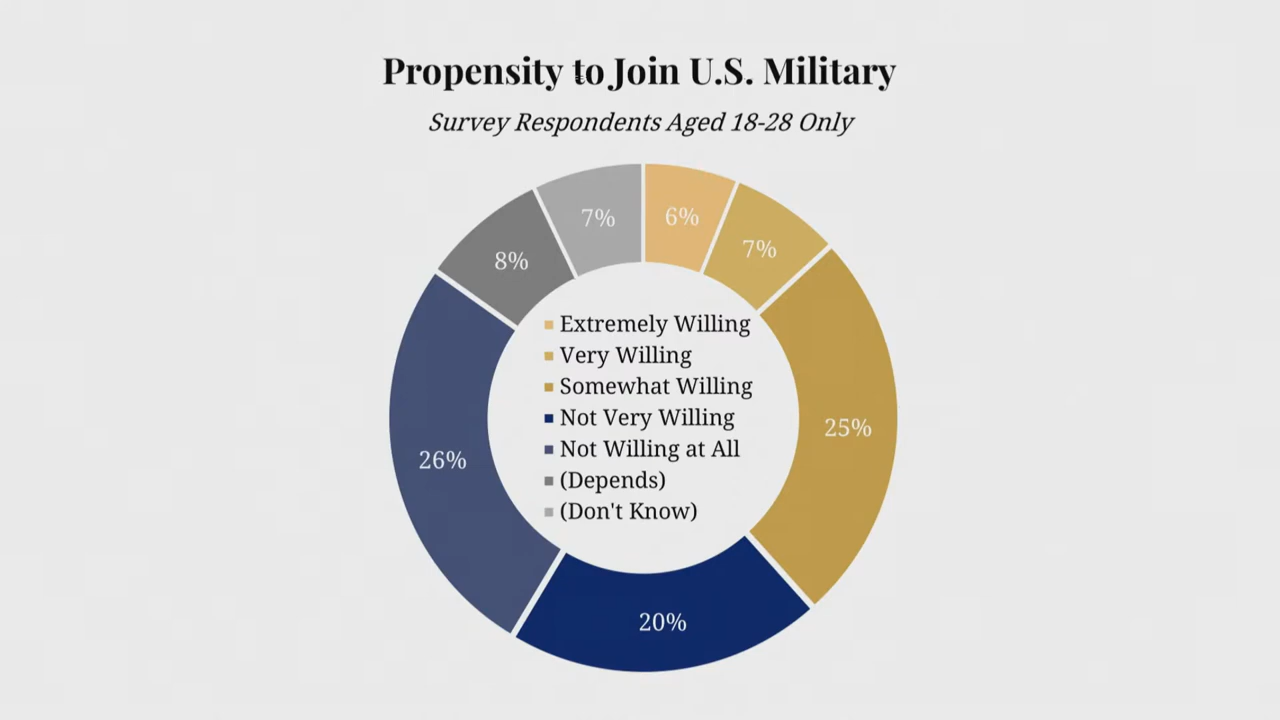 Propensity to Join U.S. Military
Survey Respondents Aged 18-28 Only
7%
6%
8%
7%
Extremely Willing
Very Willing
Somewhat Willing
Not Very Willing
Not Willing at All
(Depends)
(Don't Know)
25%
26%
20%